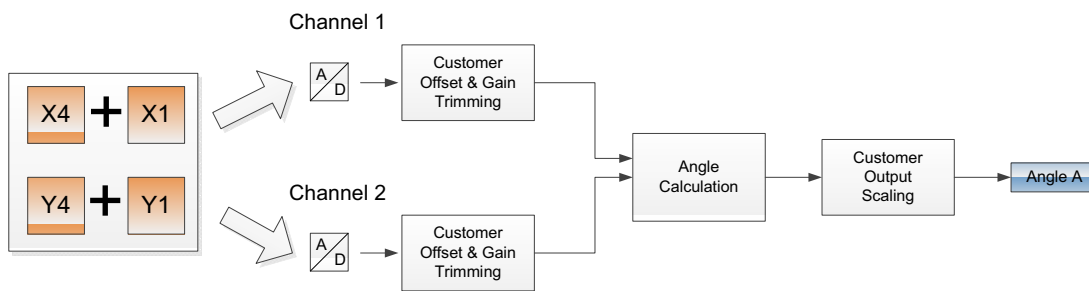 Channel 1
A
D
Customer
Offset & Gain
Trimming
X4 + X1
Y4 + Y1
Channel 2
A
D
Customer
Offset & Gain
Trimming
Angle
Calculation
Customer
Output
Scaling
Angle A